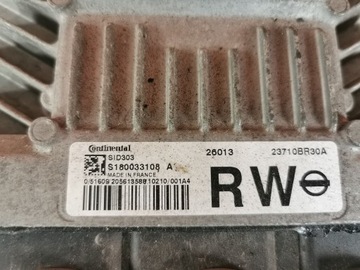 Continental
SID303
S180033108 A
MADE IN FRANCE
26013
23710BR30A
RW